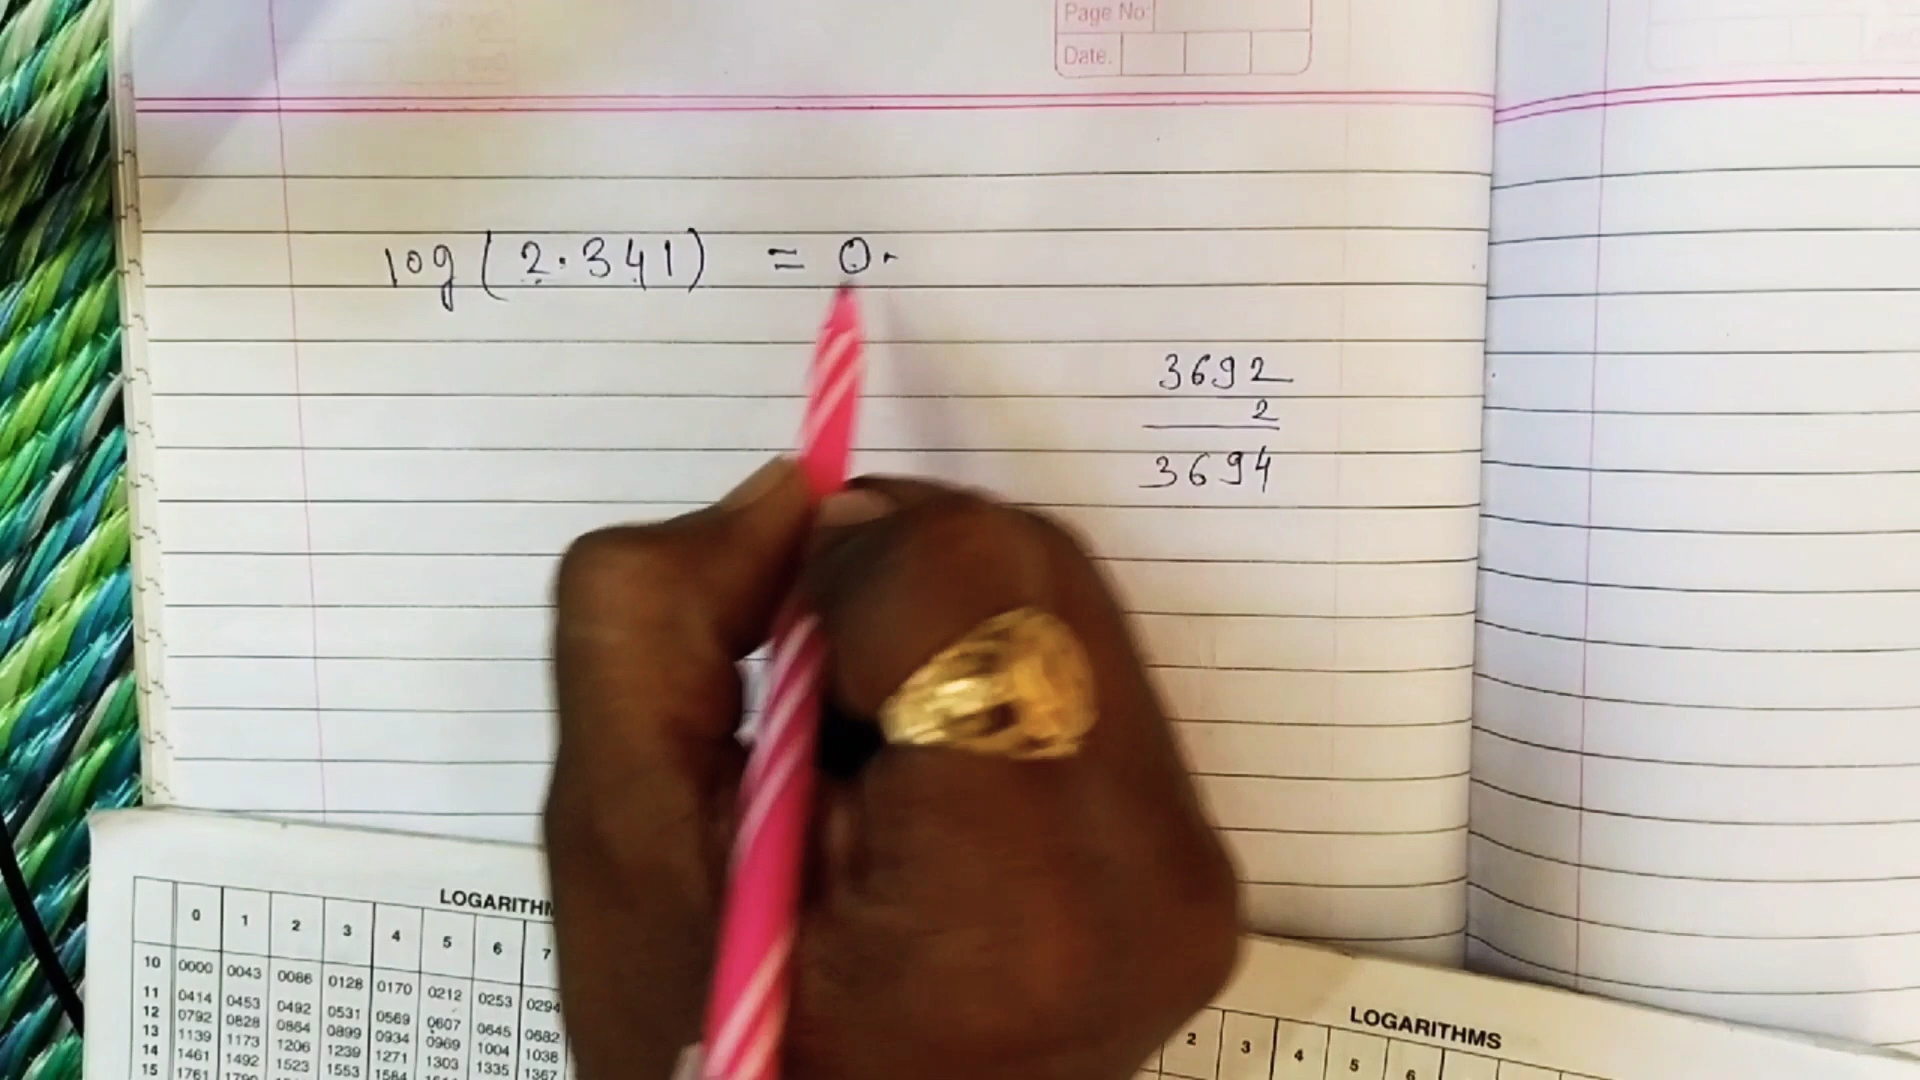 Page No:
Date.
log (2.341) = 0.
3692
2
3694
LOGARITHM
0 1 2 3 4 5 6 7
10 0000 0043 0086 0128 0170 0212 0253 0294
11 0414 0453 0492 0531 0569 0607 0645 0682
12 0792 0828 0864 0899 0934 0969 1004 1038
13 1139 1173 1206 1239 1271 1303 1335 1367
14 1461 1492 1523 1553 1584
15 1761 1790
LOGARITHMS
2 3 4 5 6